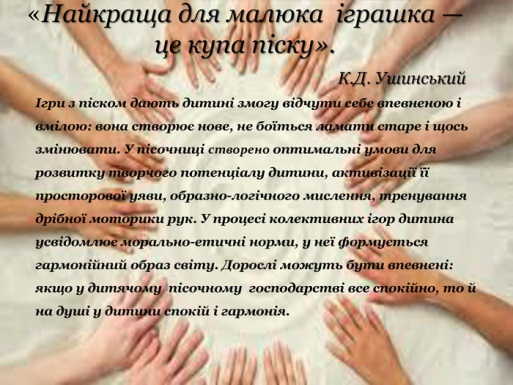 «Найкраща для малюка  іграшка —
це купа піску».
К.Д. Ушинський
Ігри з піском дають дитині змогу відчути себе впевненою і
вмілою: вона створює нове, не боїться ламати старе і щось
змінювати. У пісочниці створено оптимальні умови для
розвитку творчого потенціалу дитини, активізації її
просторової уяви, образно-логічного мислення, тренування
дрібної моторики рук. У процесі колективних ігор дитина
усвідомлює морально-етичні норми, у неї формується
гармонійний образ світу. Дорослі можуть бути впевнені:
якщо у дитячому  пісочному  господарстві все спокійно, то й
на душі у дитини спокій і гармонія.